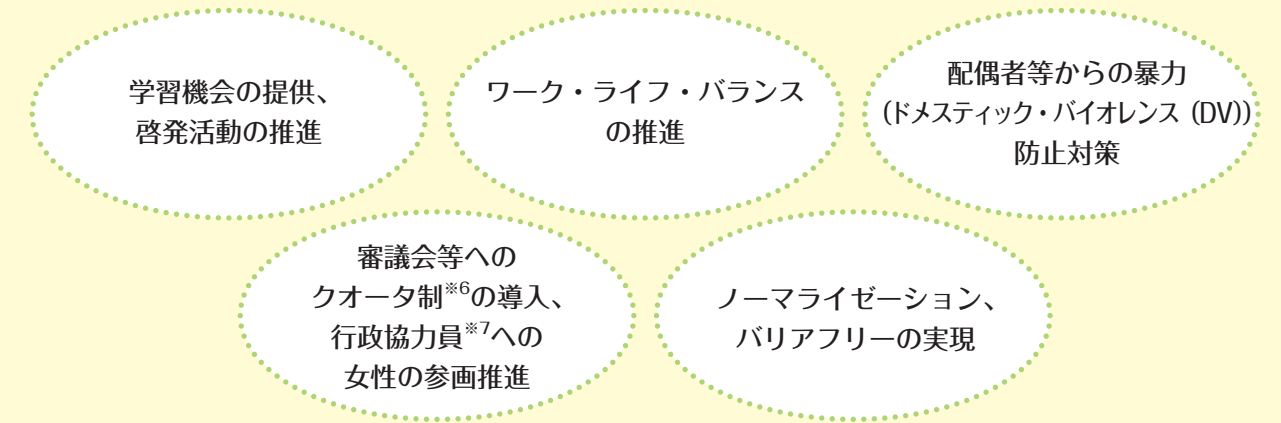 学習機会の提供、
啓発活動の推進
ワーク・ライフ・バランス
の推進
配偶者等からの暴力
(ドメスティック・バイオレンス (DV))
防止対策
審議会等への
クオータ制※6の導入、
行政協力員※7への
女性の参画推進
ノーマライゼーション、
バリアフリーの実現